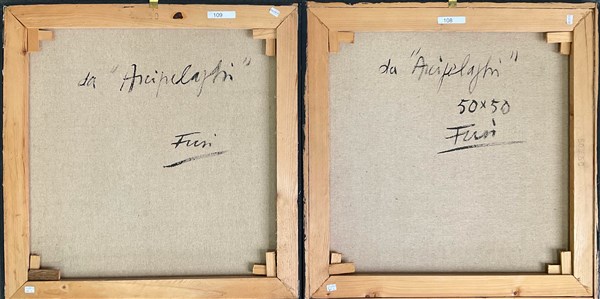 109
da "Arcipelaghi"
Fusi
108
da "Arcipelaghi"
50x50
Fusi